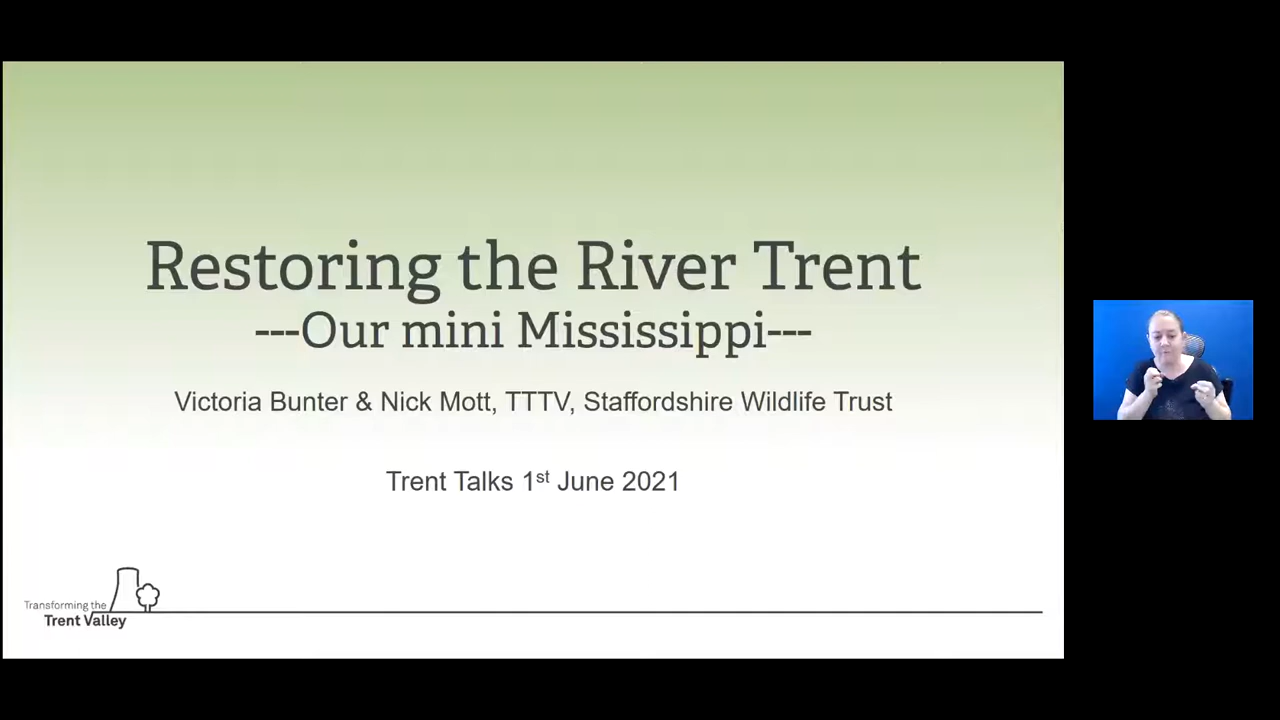 Restoring the River Trent
---Our mini Mississippi---
Victoria Bunter & Nick Mott, TTTV, Staffordshire Wildlife Trust
Trent Talks 1st June 2021
Transforming the
Trent Valley